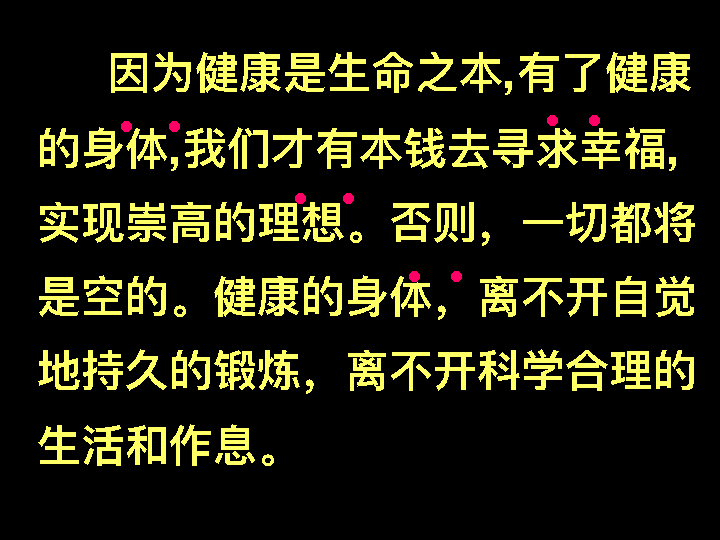 因为健康是生命之本,有了健康
的身体,我们才有本钱去寻求幸福,
实现崇高的理想。否则，一切都将
是空的。健康的身体，离不开自觉
地持久的锻炼，离不开科学合理的
生活和作息。